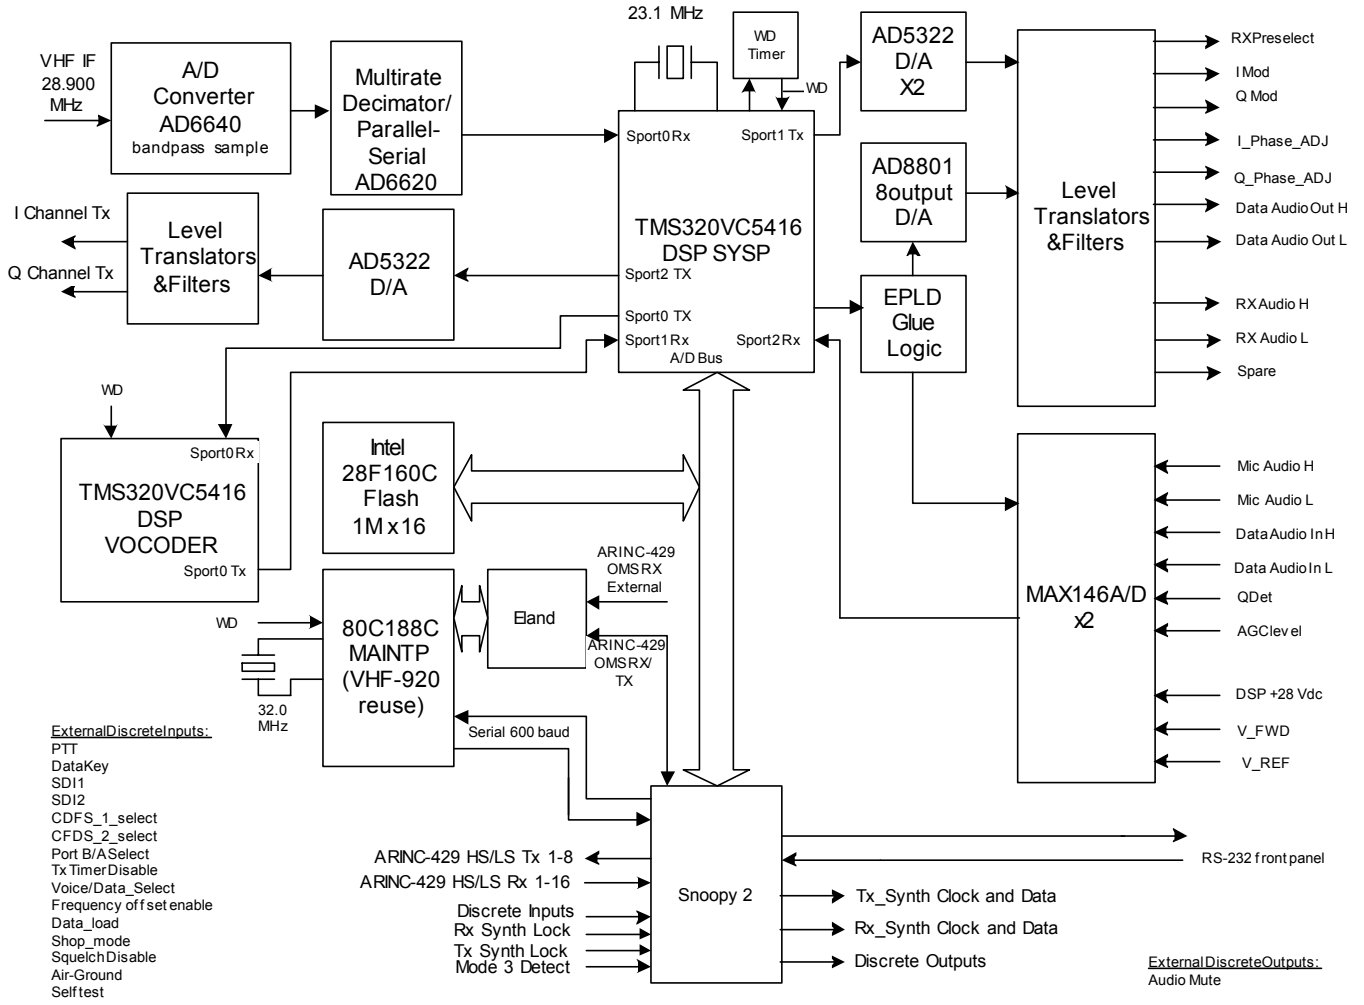 23.1 MHz
VHF IF
28.900
MHz
A/D
Converter
AD6640
bandpass sample
Multirate
Decimator/
Parallel-
Serial
AD6620
WD
Timer
WD
AD5322
D/A
X2
Level
Translators
&Filters
RXPreselect
I Mod
Q Mod
I_Phase_ADJ
Q_Phase_ADJ
Data Audio Out H
Data Audio Out L
RX Audio H
RX Audio L
Spare
Sport0 Rx
Sport1 Tx
TMS320VC5416
DSP SYSP
Sport2 TX
Sport0 TX
Sport1 Rx
Sport2 Rx
A/D Bus
AD8801
8output
D/A
EPLD
Glue
Logic
I Channel Tx
Q Channel Tx
Level
Translators
&Filters
AD5322
D/A
WD
Sport0 Rx
TMS320VC5416
DSP
VOCODER
Sport0 Tx
Intel
28F160C
Flash
1M x16
MAX146A/D
x2
Mic Audio H
Mic Audio L
Data Audio In H
Data Audio In L
QDet
AGClevel
DSP +28 Vdc
V_FWD
V_REF
WD
32.0
MHz
80C188C
MAINTP
(VHF-920
reuse)
Eland
ARINC-429
OMS RX
External
ARINC-429
OMS RX/
TX
Serial 600 baud
ExternalDiscreteInputs:
PTT
DataKey
SDI1
SDI2
CDFS_1_select
CFDS_2_select
Port B/A Select
Tx Timer Disable
Voice/Data_Select
Frequency offset enable
Data_load
Shop_mode
Squelch Disable
Air-Ground
Selftest
Snoopy 2
ARINC-429 HS/LS Tx 1-8
ARINC-429 HS/LS Rx 1-16
Discrete Inputs
Rx Synth Lock
Tx Synth Lock
Mode 3 Detect
RS-232 front panel
Tx_Synth Clock and Data
Rx_Synth Clock and Data
Discrete Outputs
ExternalDiscreteOutputs:
Audio Mute